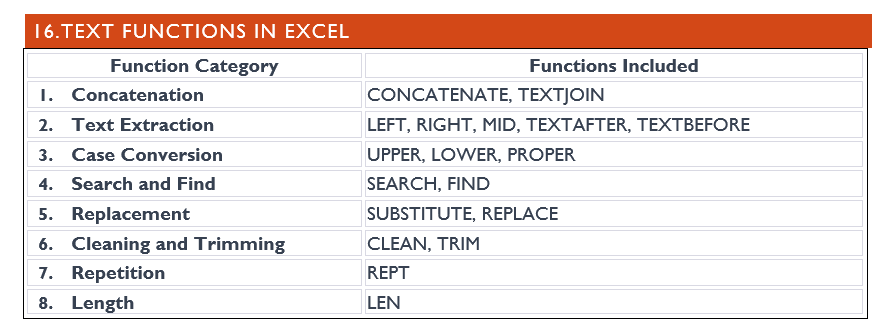 16.TEXT FUNCTIONS IN EXCEL
Function Category Functions Included
1. Concatenation CONCATENATE, TEXTJOIN
2. Text Extraction LEFT, RIGHT, MID, TEXTAFTER, TEXTBEFORE
3. Case Conversion UPPER, LOWER, PROPER
4. Search and Find SEARCH, FIND
5. Replacement SUBSTITUTE, REPLACE
6. Cleaning and Trimming CLEAN, TRIM
7. Repetition REPT
8. Length LEN